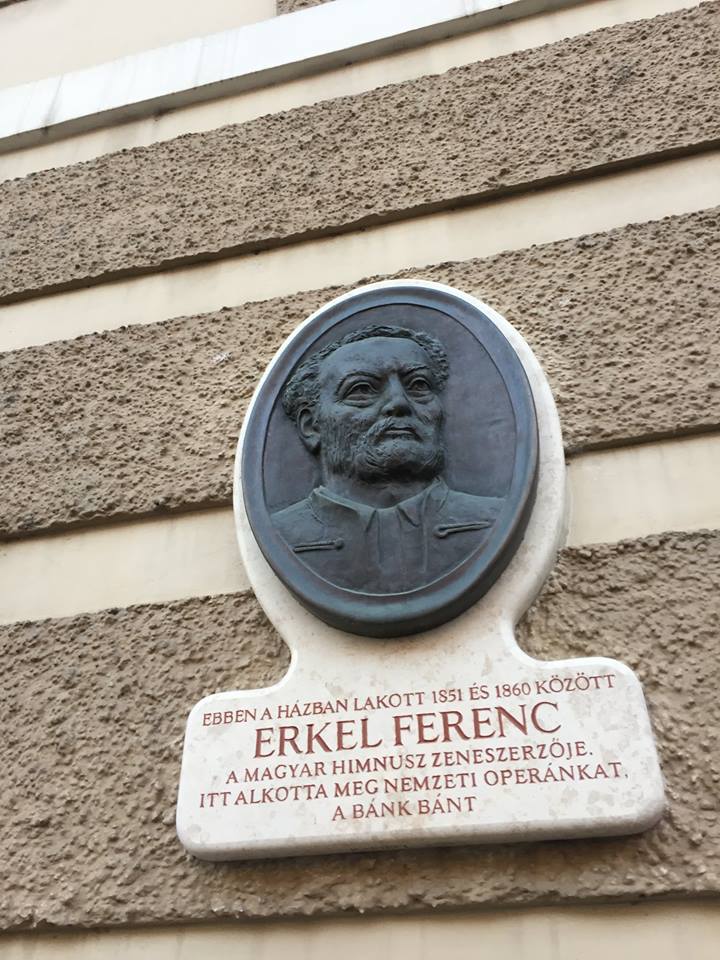 EBBEN A HÁZBAN LAKOTT 1851 ÉS 1860 KÖZÖTT
ERKEL FERENC
A MAGYAR HIMNUSZ ZENESZERZŐJE.
ITT ALKOTTA MEG NEMZETI OPERÁNKAT,
A BÁNK BÁNT